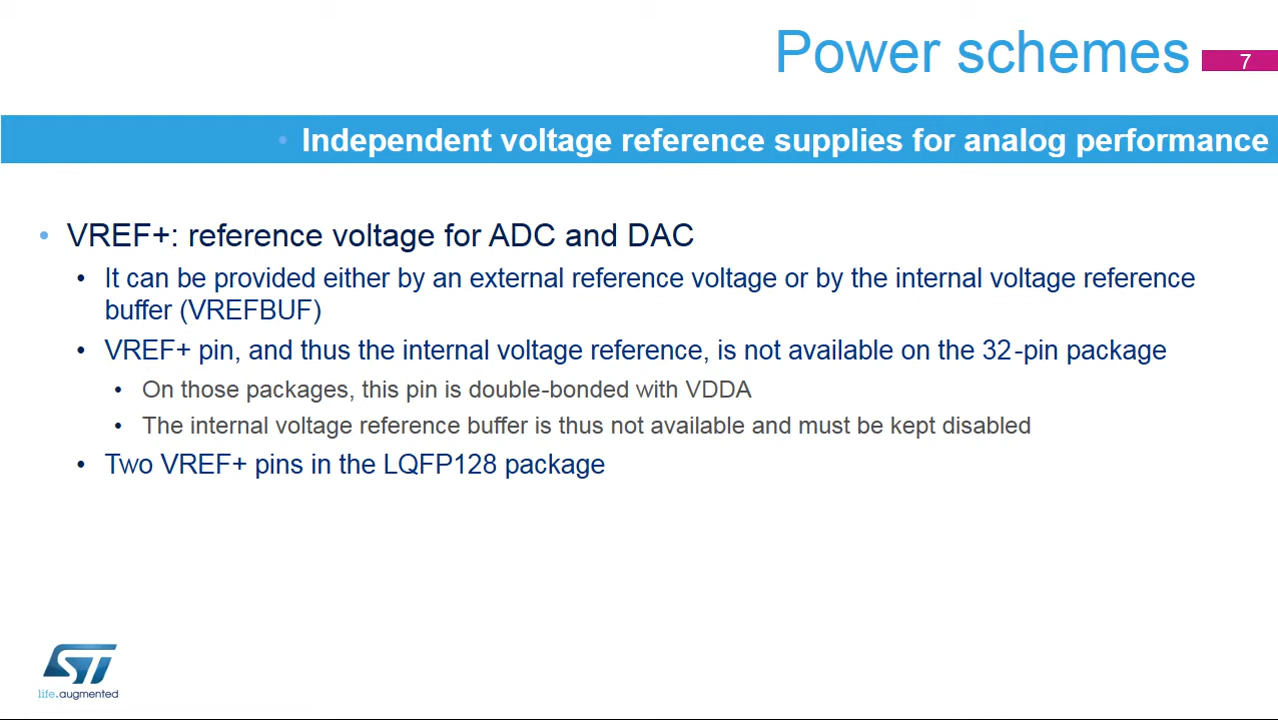 Power schemes
7
• Independent voltage reference supplies for analog performance
• VREF+: reference voltage for ADC and DAC
• It can be provided either by an external reference voltage or by the internal voltage reference
buffer (VREFBUF)
• VREF+ pin, and thus the internal voltage reference, is not available on the 32-pin package
• On those packages, this pin is double-bonded with VDDA
• The internal voltage reference buffer is thus not available and must be kept disabled
• Two VREF+ pins in the LQFP128 package
ST
life.augmented